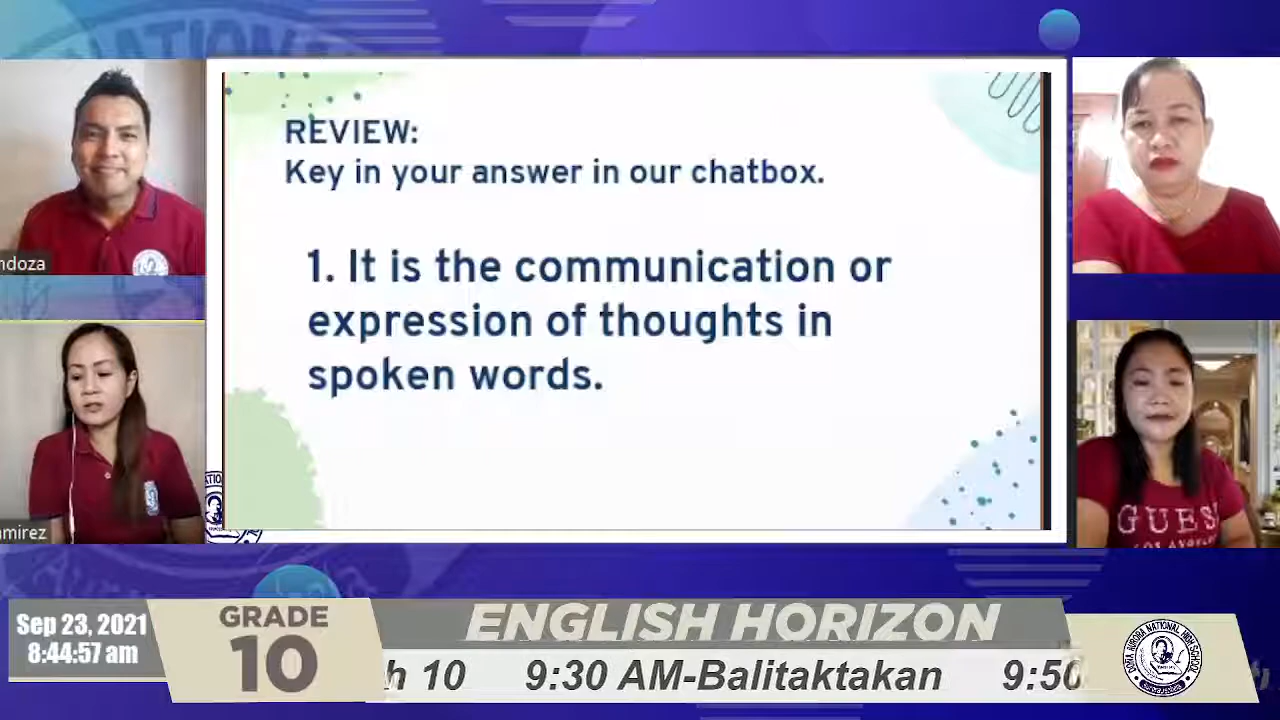 REVIEW:
Key in your answer in our chatbox.
1. It is the communication or
expression of thoughts in
spoken words.
ndoza
mirez
GUES
Sep 23, 2021
8:44:57 am
GRADE
10
ENGLISH HORIZON
h 10 9:30 AM-Balitaktakan 9:50